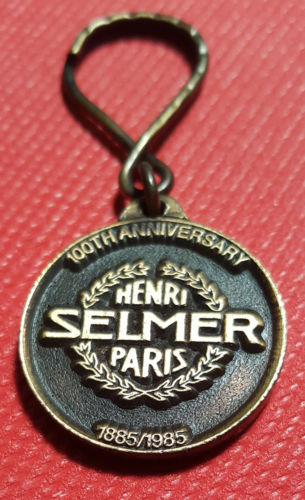 100TH ANNIVERSARY
HENRI
SELMER
PARIS
1885/1985